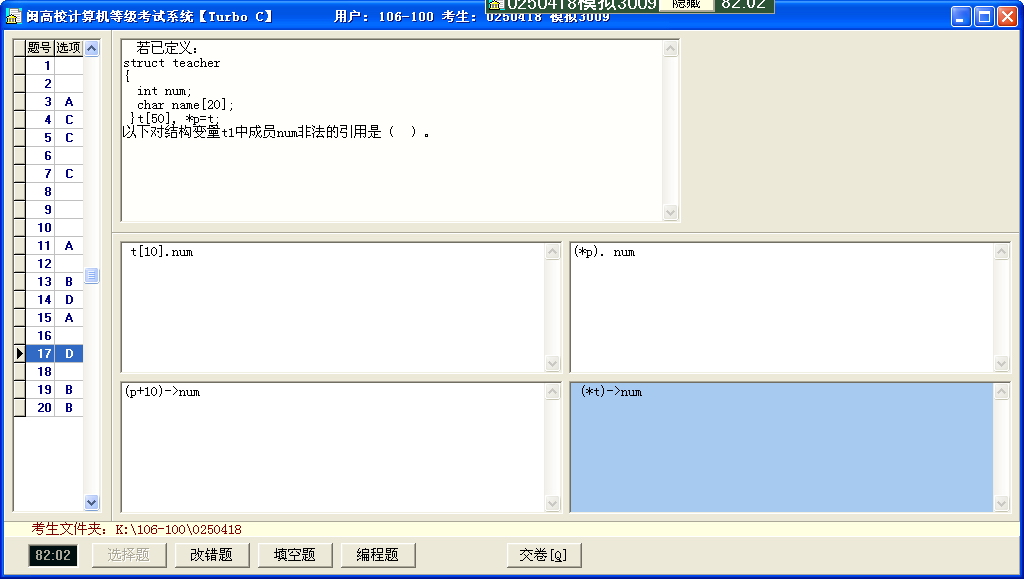 闽高校计算机等级考试系统【Turbo C】 用户: 106-100 考生: 0250418 模拟3009
0250418模拟3009 隐藏 82:02
题号 选项
1
2
3 A
4 C
5 C
6
7 C
8
9
10
11 A
12
13 B
14 D
15 A
16
17 D
18
19 B
20 B
若已定义:
struct teacher
{
int num;
char name[20];
}t[50], *p=t;
以下对结构变量t1中成员num非法的引用是（ ）。
t[10].num
(*p). num
(p+10)->num
(*t)->num
考生文件夹: K:\106-100\0250418
82:02 选择题 改错题 填空题 编程题 交卷[Q]